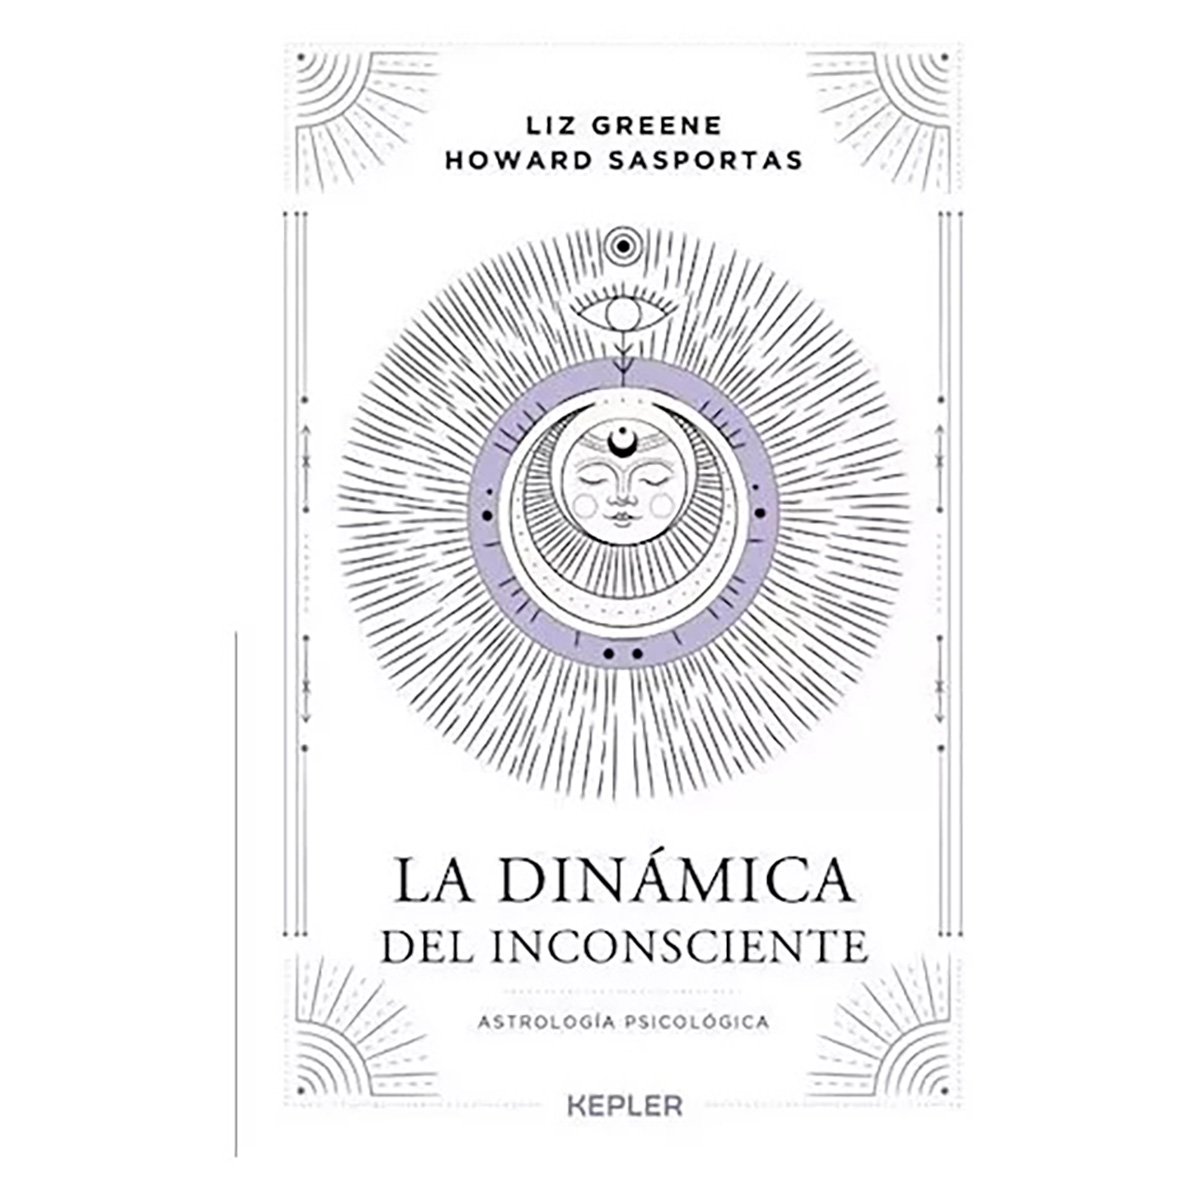 LIZ GREENE
HOWARD SASPORTAS
LA DINÁMICA
DEL INCONSCIENTE
ASTROLOGÍA PSICOLÓGICA
KEPLER